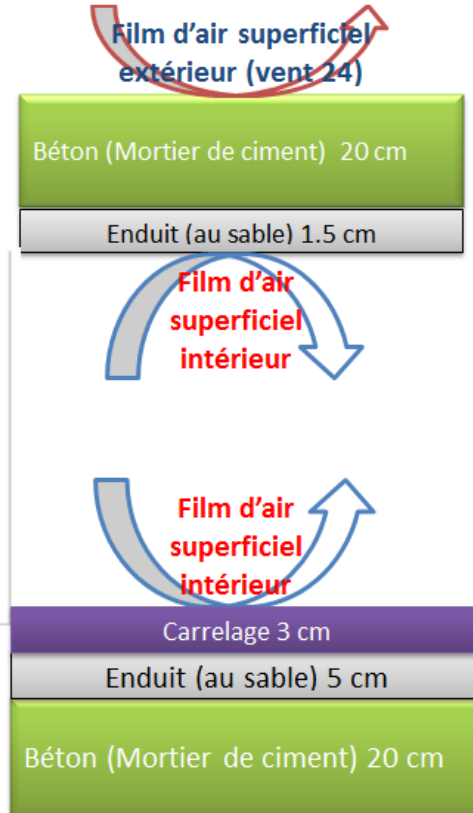 Film d'air superficiel
extérieur (vent 24)
Béton (Mortier de ciment) 20 cm
Enduit (au sable) 1.5 cm
Film d'air
superficiel
intérieur
Film d'air
superficiel
intérieur
Carrelage 3 cm
Enduit (au sable) 5 cm
Béton (Mortier de ciment) 20 cm